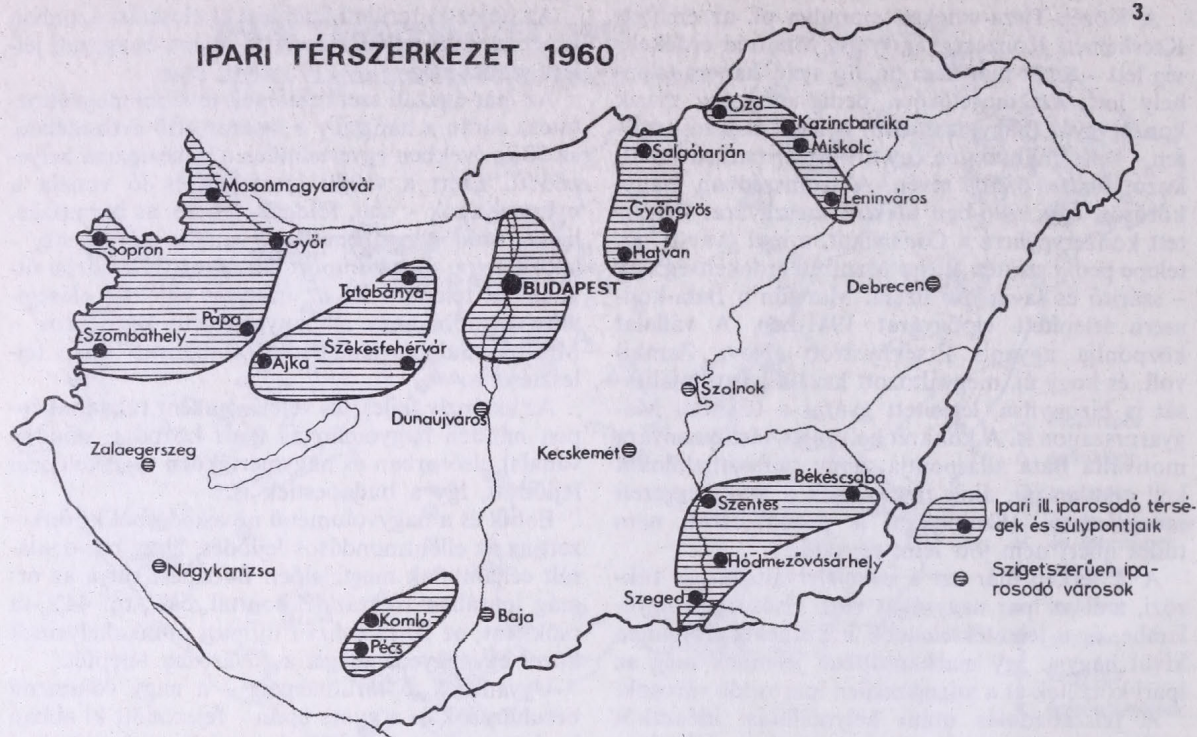 3.
IPARI TÉRSZERKEZET 1960
Ózd
Kazincbarcika
Salgótarján
Miskolc
Mosonmagyaróvár
Leninváros
Gyöngyös
Sopron
Győr
Hatvan
Tatabánya
BUDAPEST
Debrecen
Pápa
Szombathely
Székesfehérvár
Ajka
Szolnok
Dunaújváros
Kecskemét
Zalaegerszeg
Békéscsaba
Szentes
Ipari ill. iparosodó térsé-
gek és súlypontjaik
Hódmezővásárhely
Nagykanizsa
Szigetszerűen ipa-
rosodó városok
Szeged
Komló
Baja
Pécs